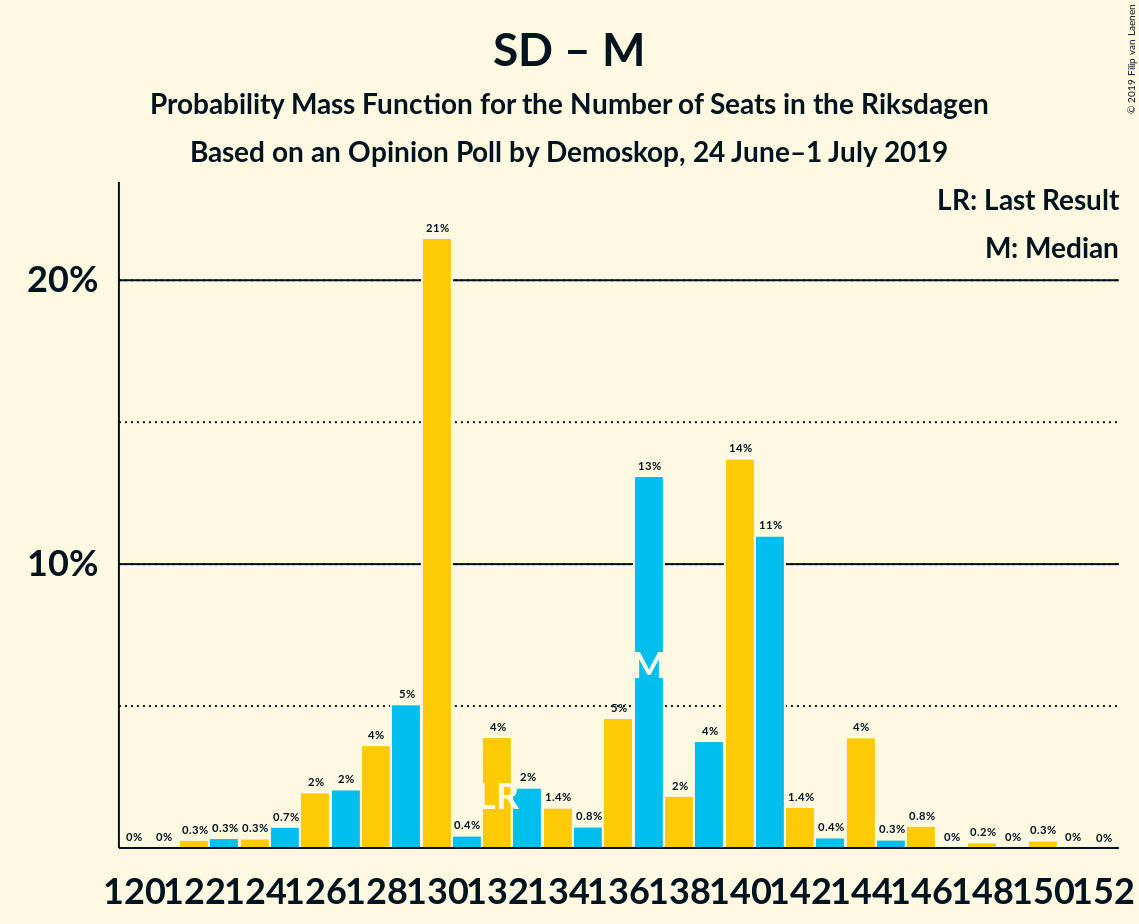 SD – M
Probability Mass Function for the Number of Seats in the Riksdagen
Based on an Opinion Poll by Demoskop, 24 June–1 July 2019
© 2019 Filip van Laenen
LR: Last Result
M: Median
20%
10%
0% 0% 0.3% 0.3% 0.3% 0.7% 2% 2% 4% 5% 21% 0.4% 4% 2% 1.4% 0.8% 5% 13% 2% 4% 14% 11% 1.4% 0.4% 4% 0.3% 0.8% 0% 0.2% 0% 0.3% 0% 0%
M
LR
120 122 124 126 128 130 132 134 136 138 140 142 144 146 148 150 152